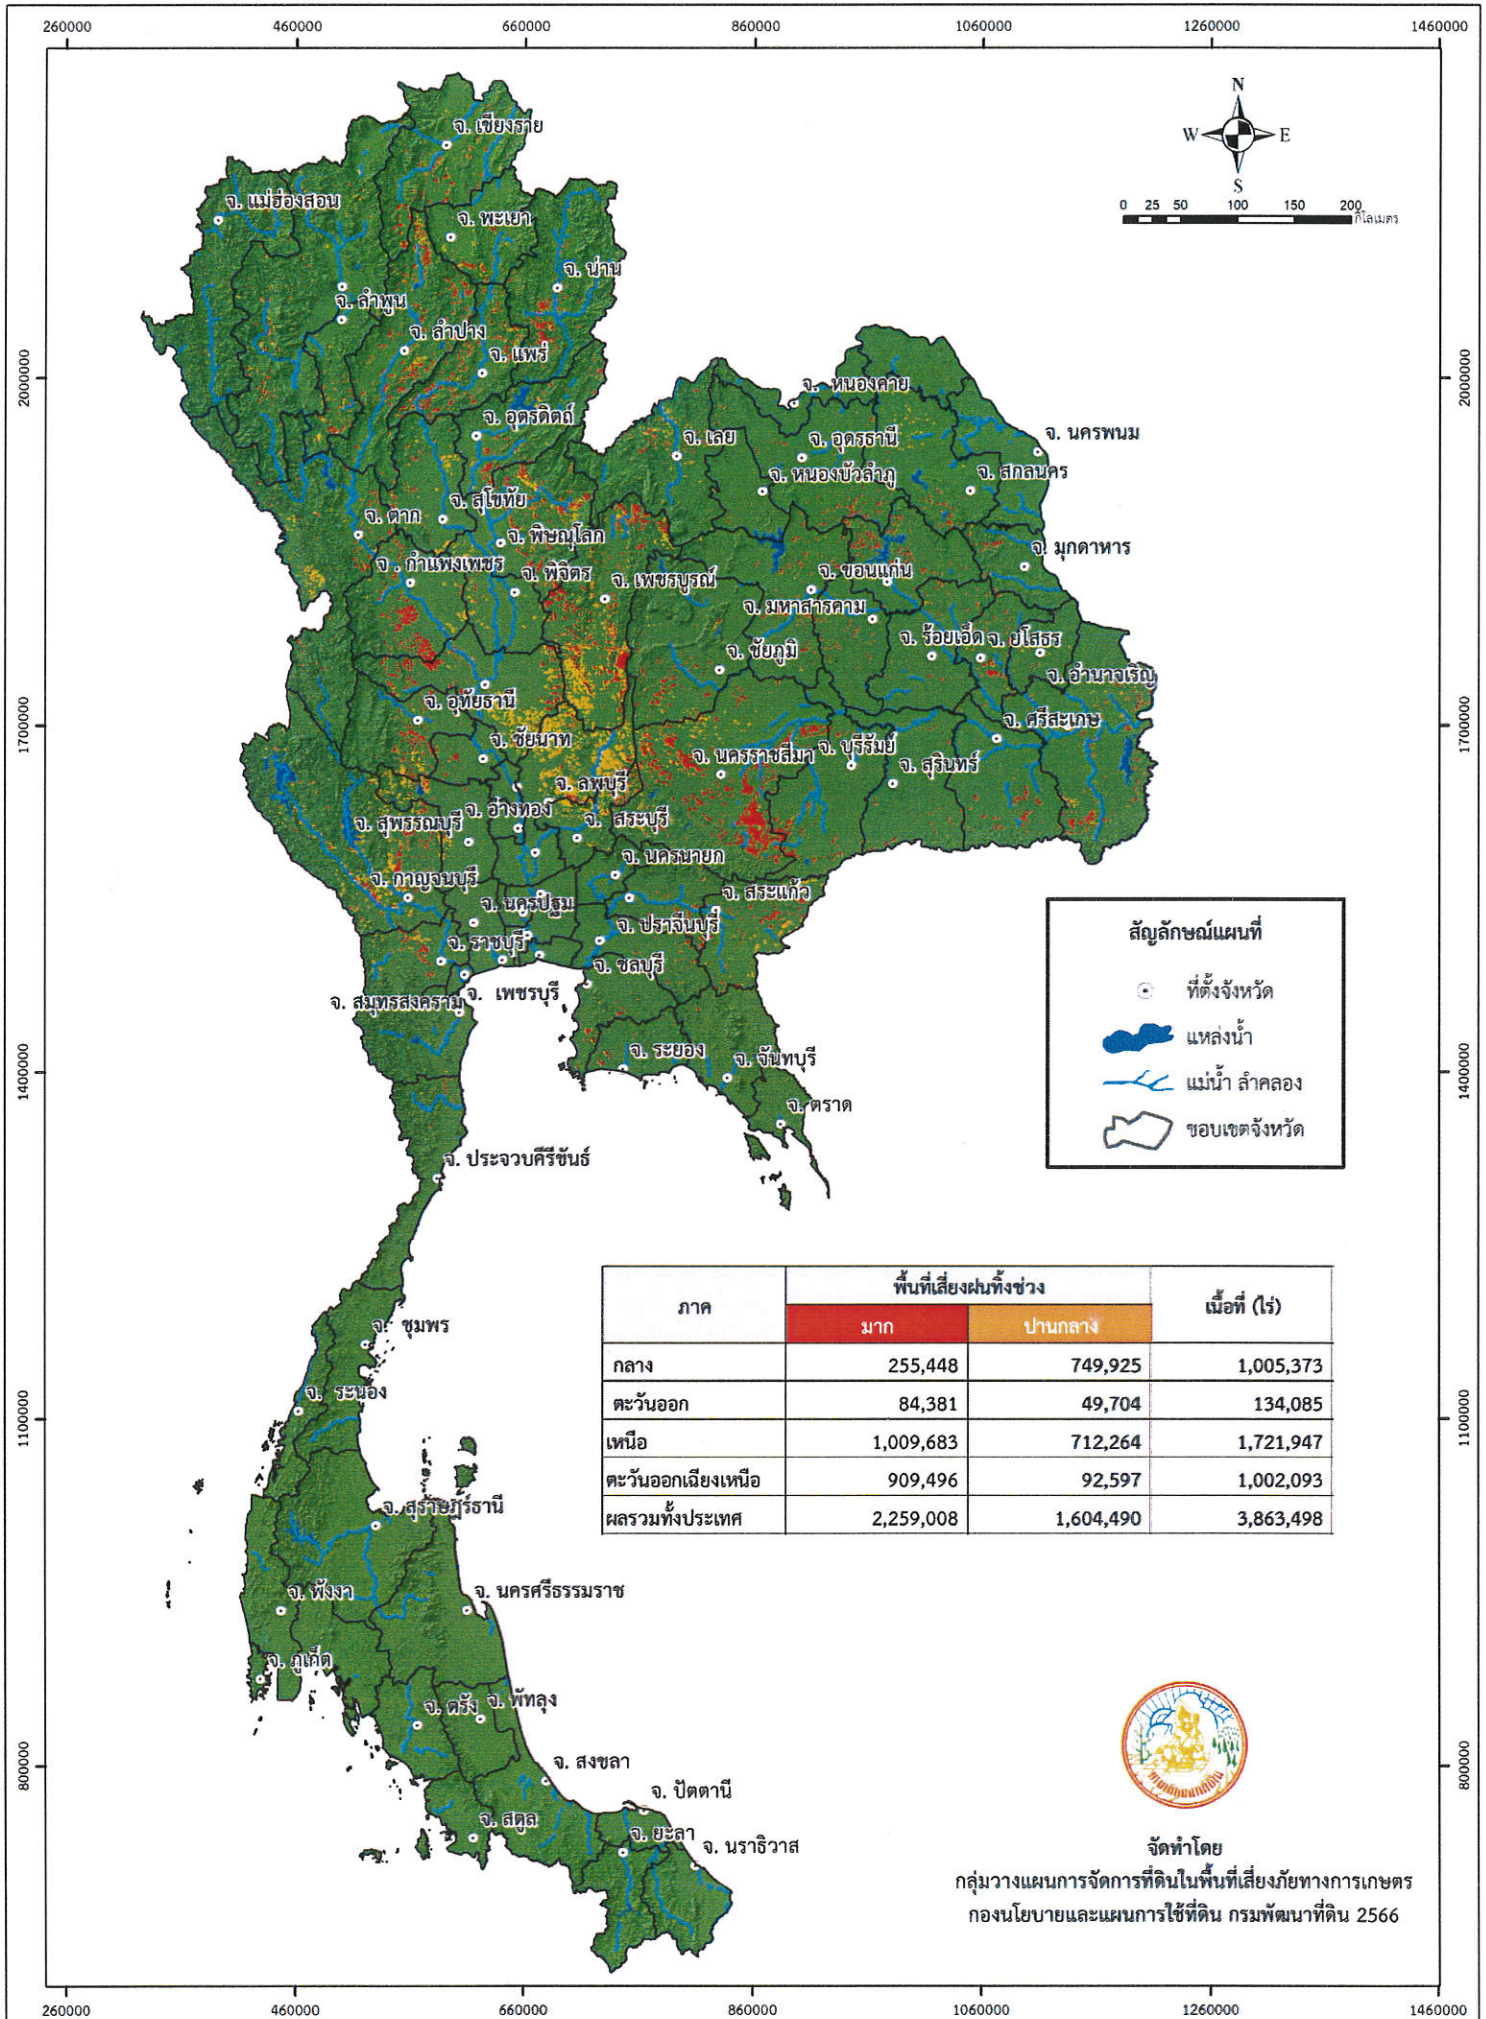 260000 460000 660000 860000 1060000 1260000 1460000
N
W E
S
0 25 50 100 150 200
กิโลเมตร
จ. เชียงราย
จ. แม่ฮ่องสอน
จ. พะเยา
จ. น่าน
จ. ลำพูน
จ. ลำปาง
จ. แพร่
2000000 2000000
จ. หนองคาย
จ. อุตรดิตถ์
จ. เลย
จ. อุดรธานี
จ. นครพนม
จ. หนองบัวลำภู
จ. สกลนคร
จ. สุโขทัย
จ. ตาก
จ. พิษณุโลก
จ. มุกดาหาร
จ . กำแพงเพชร
จ. พิจิตร
จ. เพชรบูรณ์
จ. ขอนแก่น
จ. มหาสารคาม
จ. ชัยภูมิ
จ. ร้อยเอ็ด
จ. ยโสธร
จ. อำนาจเจริญ
จ. อุทัยธานี
1700000 1700000
จ. ศรีสะเกษ
จ. ชัยนาท
จ. นครราชสีมา
จ. บุรีรัมย์
จ. สุรินทร์
จ. ลพบุรี
จ. อ่างทอง
จ. สุพรรณบุรี
จ. สระบุรี
จ. นครนายก
จ. กาญจนบุรี
จ. สระแก้ว
จ. นครปฐม
จ. ปราจีนบุรี
จ. ราชบุรี
จ. ชลบุรี
จ. สมุทรสงคราม
จ. เพชรบุรี
จ. ระยอง
จ. จันทบุรี
1400000 1400000
จ. ตราด
จ. ประจวบคีรีขันธ์
สัญลักษณ์แผนที่
ที่ตั้งจังหวัด
แหล่งน้ำ
แม่น้ำ ลำคลอง
ขอบเขตจังหวัด
ภาค พื้นที่เสี่ยงฝนทิ้งช่วง เนื้อที่ (ไร่)
มาก ปานกลาง
กลาง 255,448 749,925 1,005,373
ตะวันออก 84,381 49,704 134,085
เหนือ 1,009,683 712,264 1,721,947
ตะวันออกเฉียงเหนือ 909,496 92,597 1,002,093
ผลรวมทั้งประเทศ 2,259,008 1,604,490 3,863,498
จ. ชุมพร
จ. ระนอง
1100000 1100000
จ. สุราษฎร์ธานี
จ. พังงา
จ. นครศรีธรรมราช
จ. ภูเก็ต
จ. ตรัง
จ. พัทลุง
จ. สงขลา
800000 800000
จ. ปัตตานี
จ. สตูล
จ. ยะลา
จ. นราธิวาส
กรมพัฒนาที่ดิน
จัดทำโดย
กลุ่มวางแผนการจัดการที่ดินในพื้นที่เสี่ยงภัยทางการเกษตร
กองนโยบายและแผนการใช้ที่ดิน กรมพัฒนาที่ดิน 2566
260000 460000 660000 860000 1060000 1260000 1460000